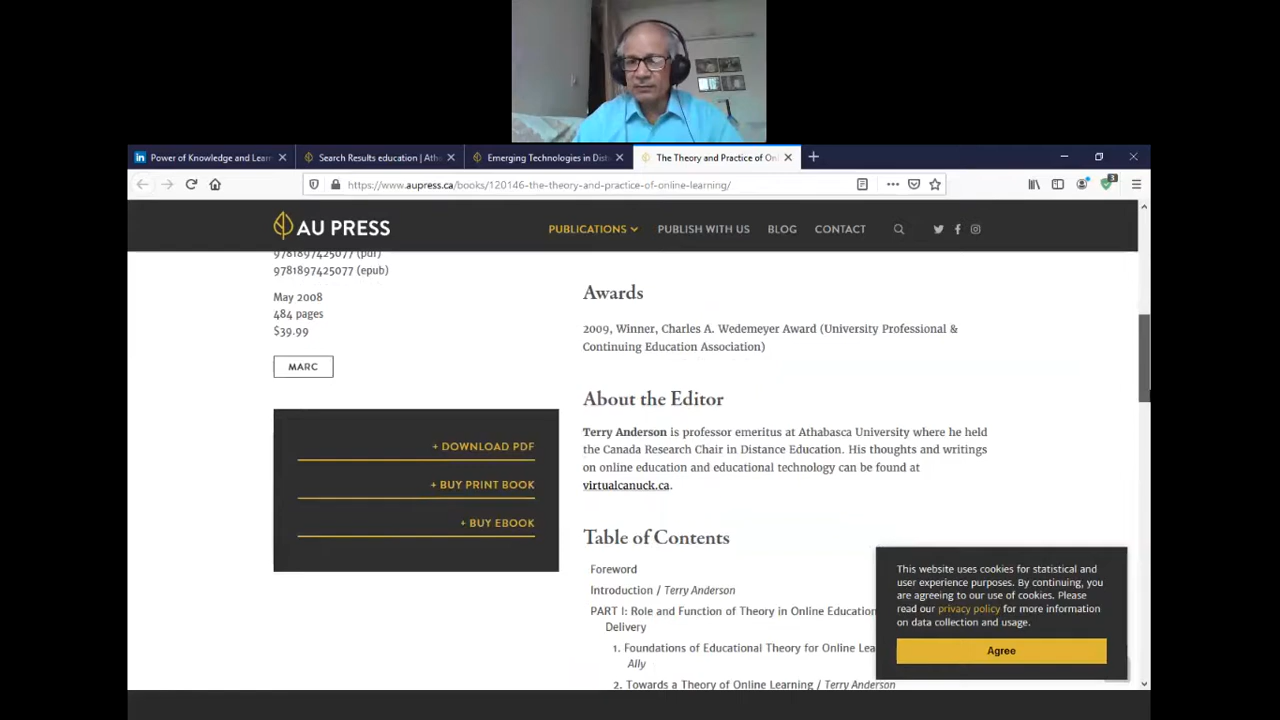 Power of Knowledge and Lear
Search Results education | Ath
Emerging Technologies in Dist
The Theory and Practice of Onl
https://www.aupress.ca/books/120146-the-theory-and-practice-of-online-learning/
3
AU PRESS
PUBLICATIONS
PUBLISH WITH US
BLOG
CONTACT
9781897425077 (pdf)
9781897425077 (epub)
May 2008
484 pages
$39.99
MARC
+ DOWNLOAD PDF
+ BUY PRINT BOOK
+ BUY EBOOK
Awards
2009, Winner, Charles A. Wedemeyer Award (University Professional &
Continuing Education Association)
About the Editor
Terry Anderson is professor emeritus at Athabasca University where he held
the Canada Research Chair in Distance Education. His thoughts and writings
on online education and educational technology can be found at
virtualcanuck.ca.
Table of Contents
Foreword
Introduction / Terry Anderson
PART I: Role and Function of Theory in Online Education
Delivery
1. Foundations of Educational Theory for Online Lea
Ally
2. Towards a Theory of Online Learning / Terry Anderson
This website uses cookies for statistical and
user experience purposes. By continuing, you
are agreeing to our use of cookies. Please
read our privacy policy for more information
on data collection and usage.
Agree